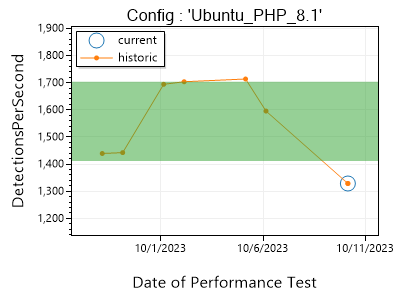 Config : 'Ubuntu_PHP_8.1'
current
historic
DetectionsPerSecond
1,900
1,800
1,700
1,600
1,500
1,400
1,300
1,200
10/1/2023 10/6/2023 10/11/2023
Date of Performance Test